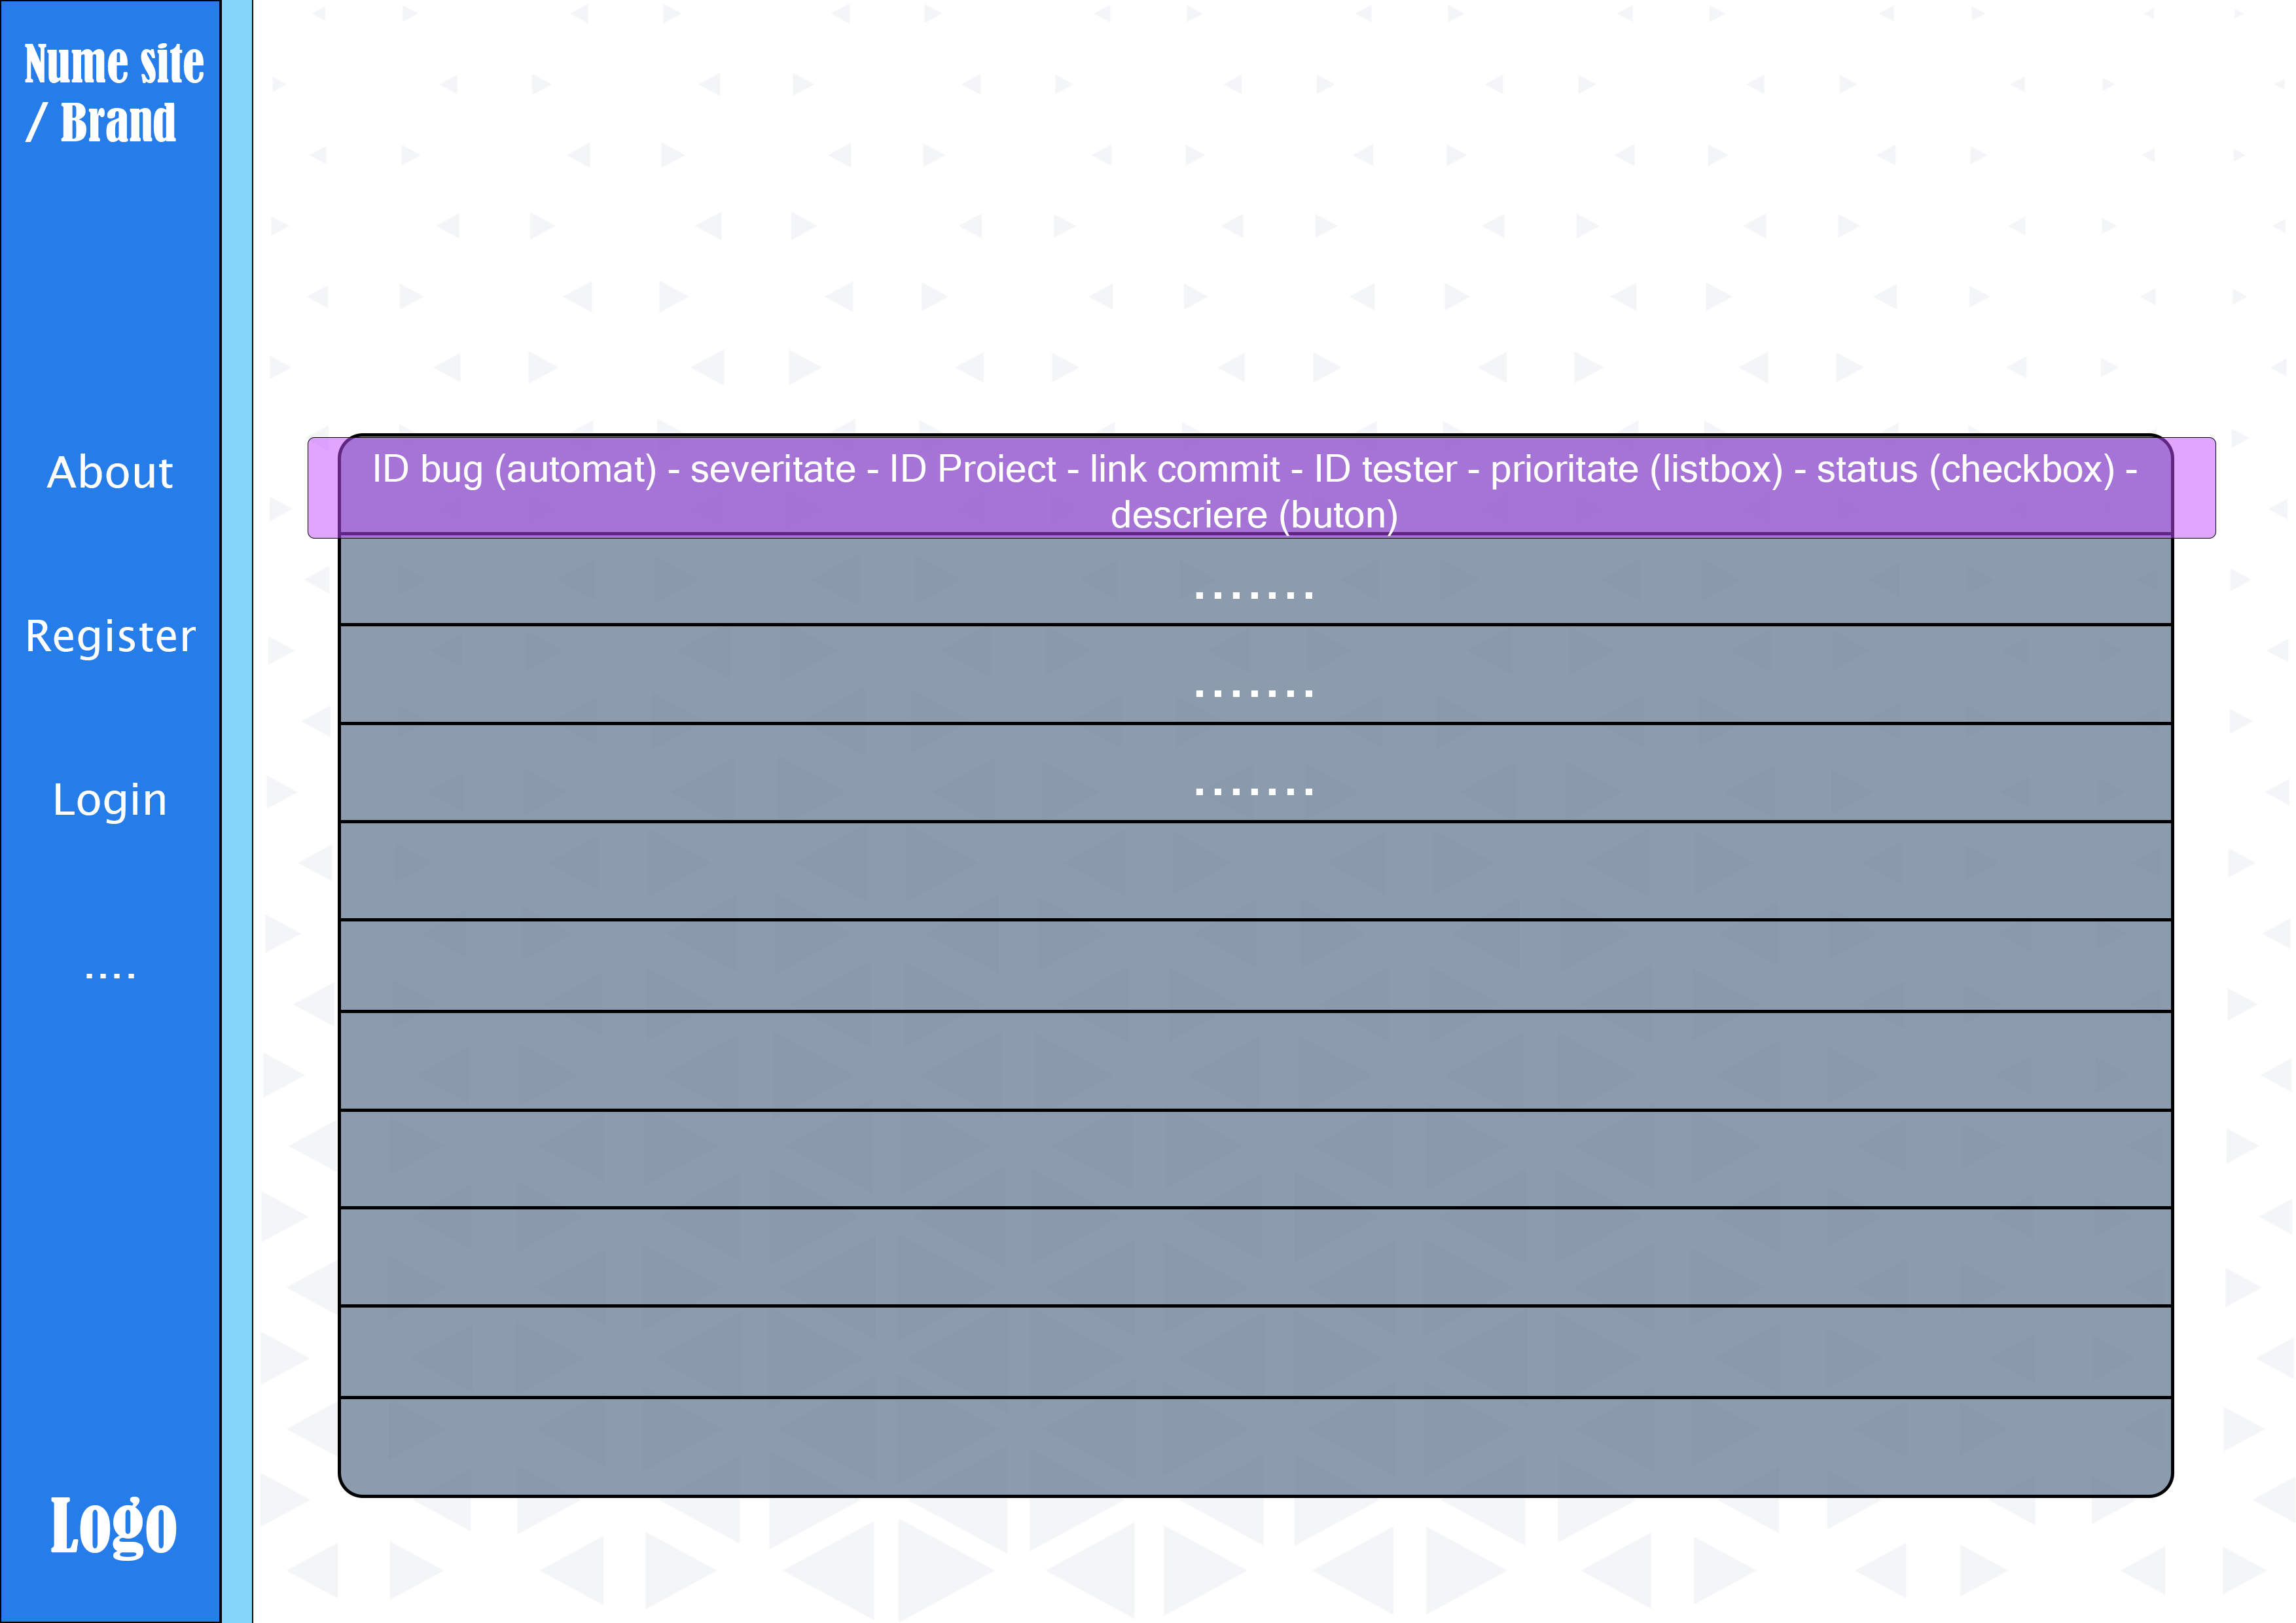 Nume site
/ Brand
About
Register
Login
....
Logo
ID bug (automat) - severitate - ID Proiect - link commit - ID tester - prioritate (listbox) - status (checkbox) -
descriere (buton)
.......
.......
.......